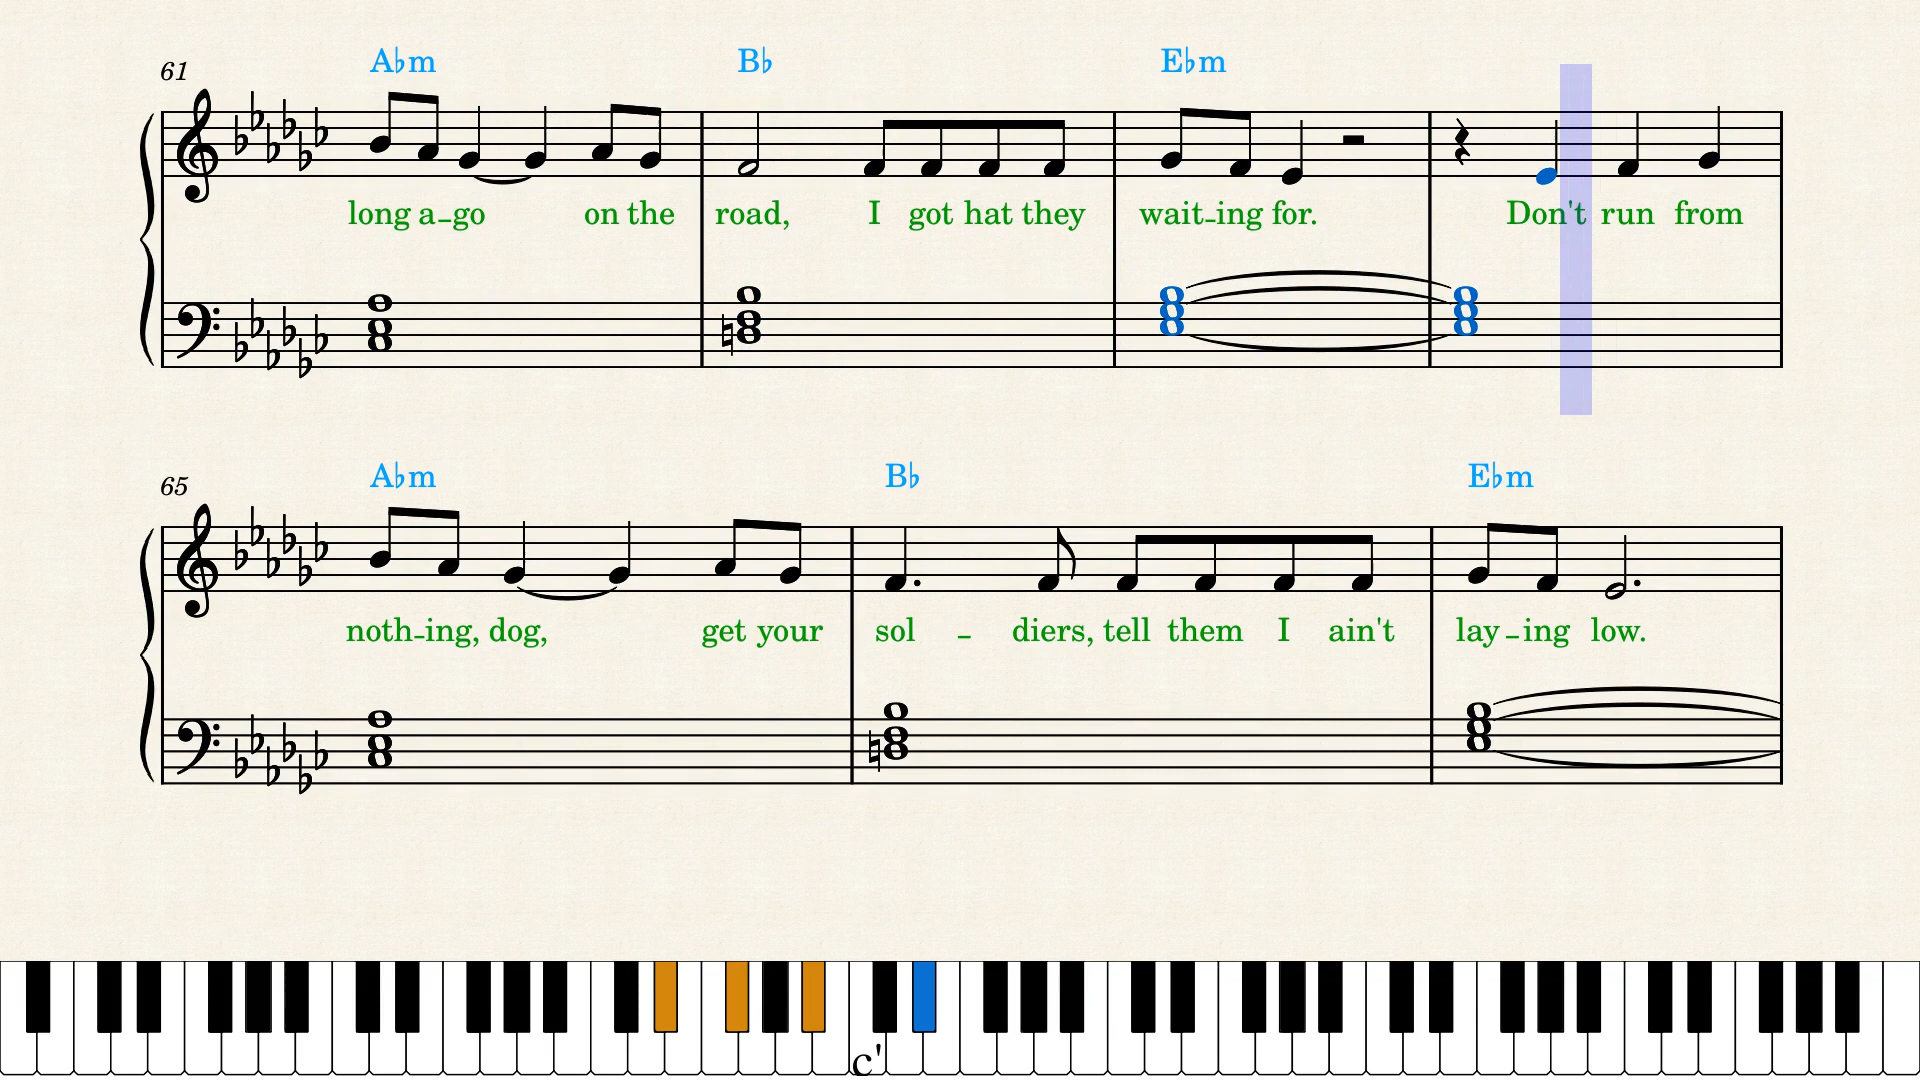 A♭m B♭ E♭m
61
long a-go on the road, I got hat they wait-ing for. Don't run from
A♭m B♭ E♭m
65
noth-ing, dog, get your sol - diers, tell them I ain't lay-ing low.
c'